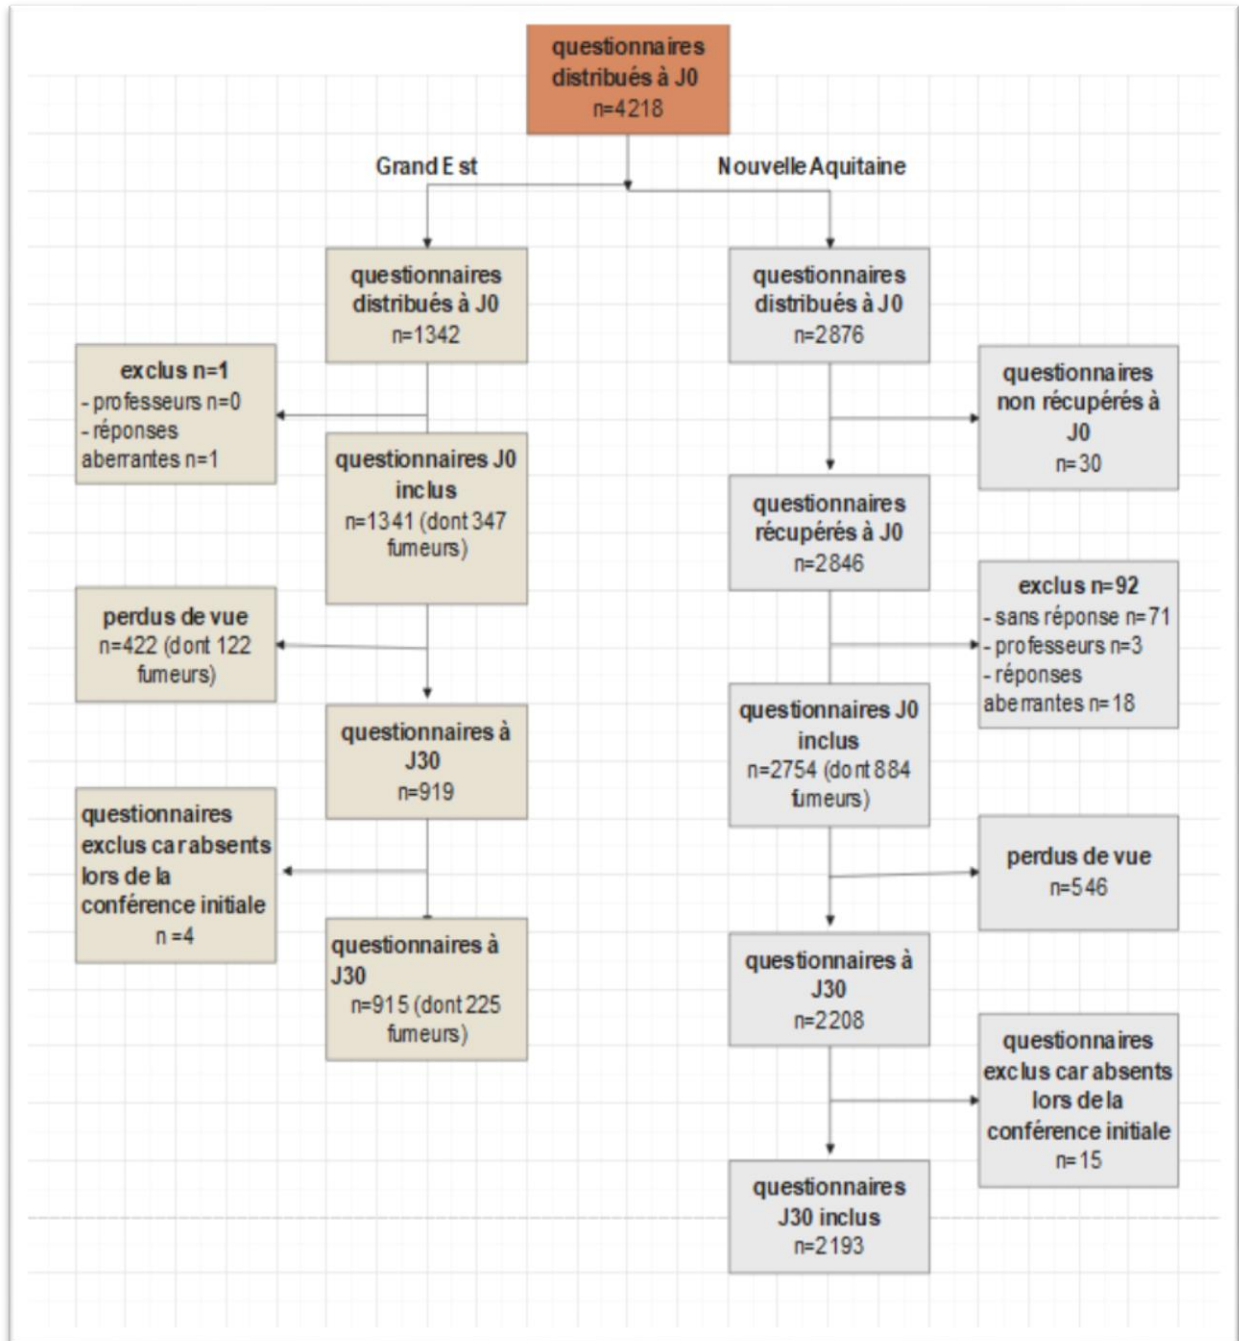 questionnaires
distribués à J0
n=4218
Grand Est
Nouvelle Aquitaine
questionnaires
distribués à J0
n=1342
exclus n=1
- professeurs n=0
- réponses
aberrantes n=1
questionnaires J0
inclus
n=1341 (dont 347
fumeurs)
perdus de vue
n=422 (dont 122
fumeurs)
questionnaires à
J30
n=919
questionnaires
exclus car absents
lors de la
conférence initiale
n =4
questionnaires à
J30
n=915 (dont 225
fumeurs)
questionnaires
distribués à J0
n=2876
questionnaires
non récupérés à
J0
n=30
questionnaires
récupérés à J0
n=2846
exclus n=92
- sans réponse n=71
- professeurs n=3
- réponses
aberrantes n=18
questionnaires J0
inclus
n=2754 (dont 884
fumeurs)
perdus de vue
n=546
questionnaires à
J30
n=2208
questionnaires
exclus car absents
lors de la
conférence initiale
n=15
questionnaires
J30 inclus
n=2193